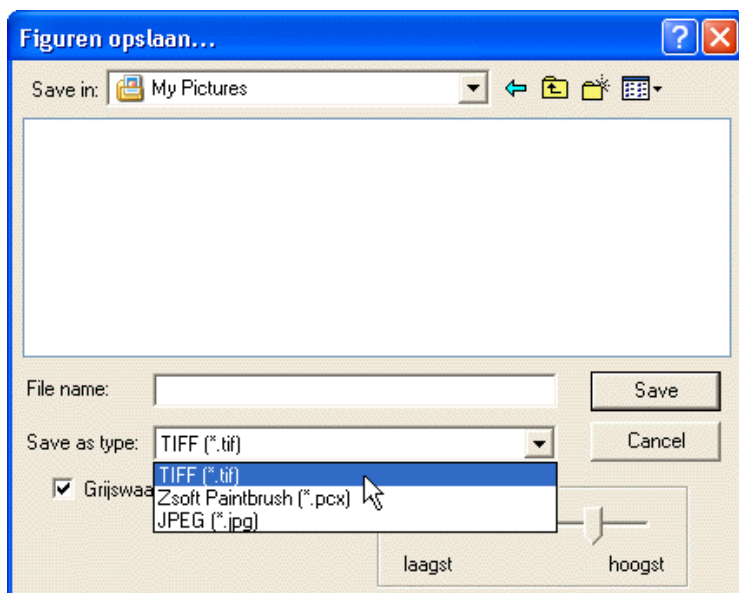 Figuren opslaan...
Save in: My Pictures
File name: Save
Save as type: TIFF (*.tif) Cancel
TIFF (*.tif)
Zsoft Paintbrush (*.pcx)
JPEG (*.jpg)
laagst hoogst